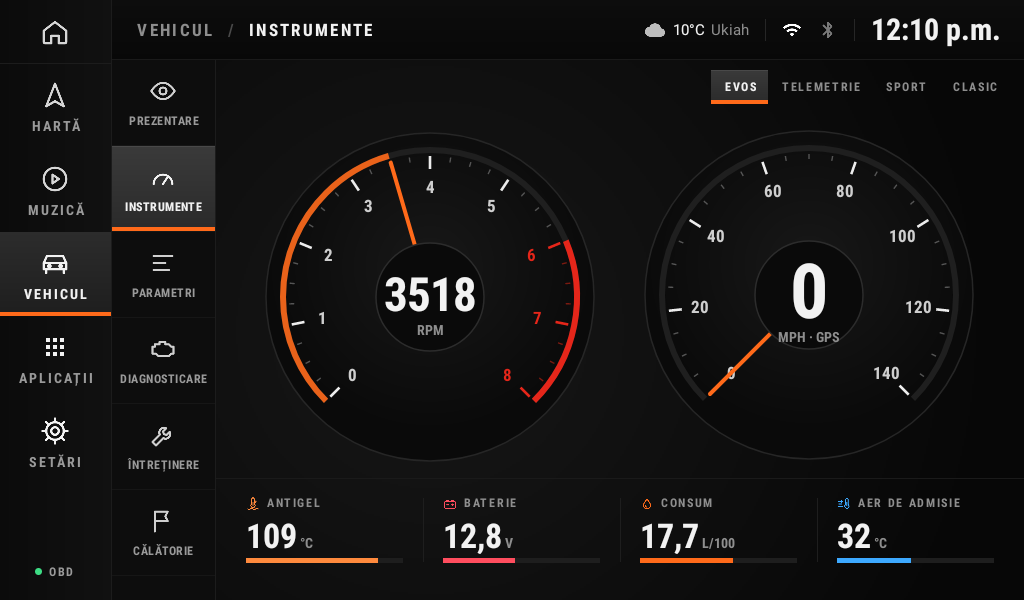 VEHICUL / INSTRUMENTE
10°C Ukiah
12:10 p.m.
HARTĂ
MUZICĂ
VEHICUL
APLICAȚII
SETĂRI
OBD
PREZENTARE
INSTRUMENTE
PARAMETRI
DIAGNOSTICARE
ÎNTREȚINERE
CĂLĂTORIE
EVOS TELEMETRIE SPORT CLASIC
0
1
2
3
4
5
6
7
8
3518
RPM
0
20
40
60
80
100
120
140
0
MPH · GPS
ANTIGEL
109 °C
BATERIE
12,8 V
CONSUM
17,7 L/100
AER DE ADMISIE
32 °C